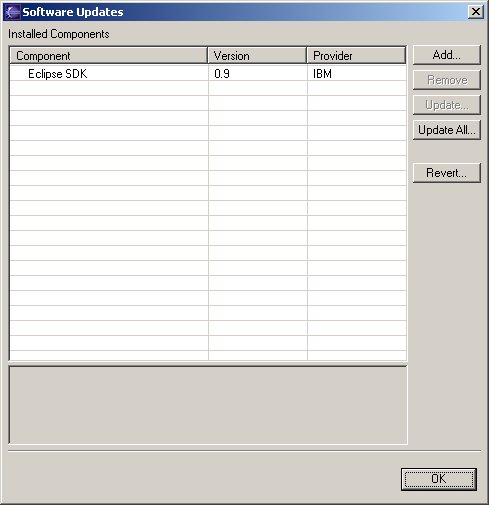 Software Updates
Installed Components
Component Version Provider
Eclipse SDK 0.9 IBM
Add...
Remove
Update...
Update All...
Revert...
OK